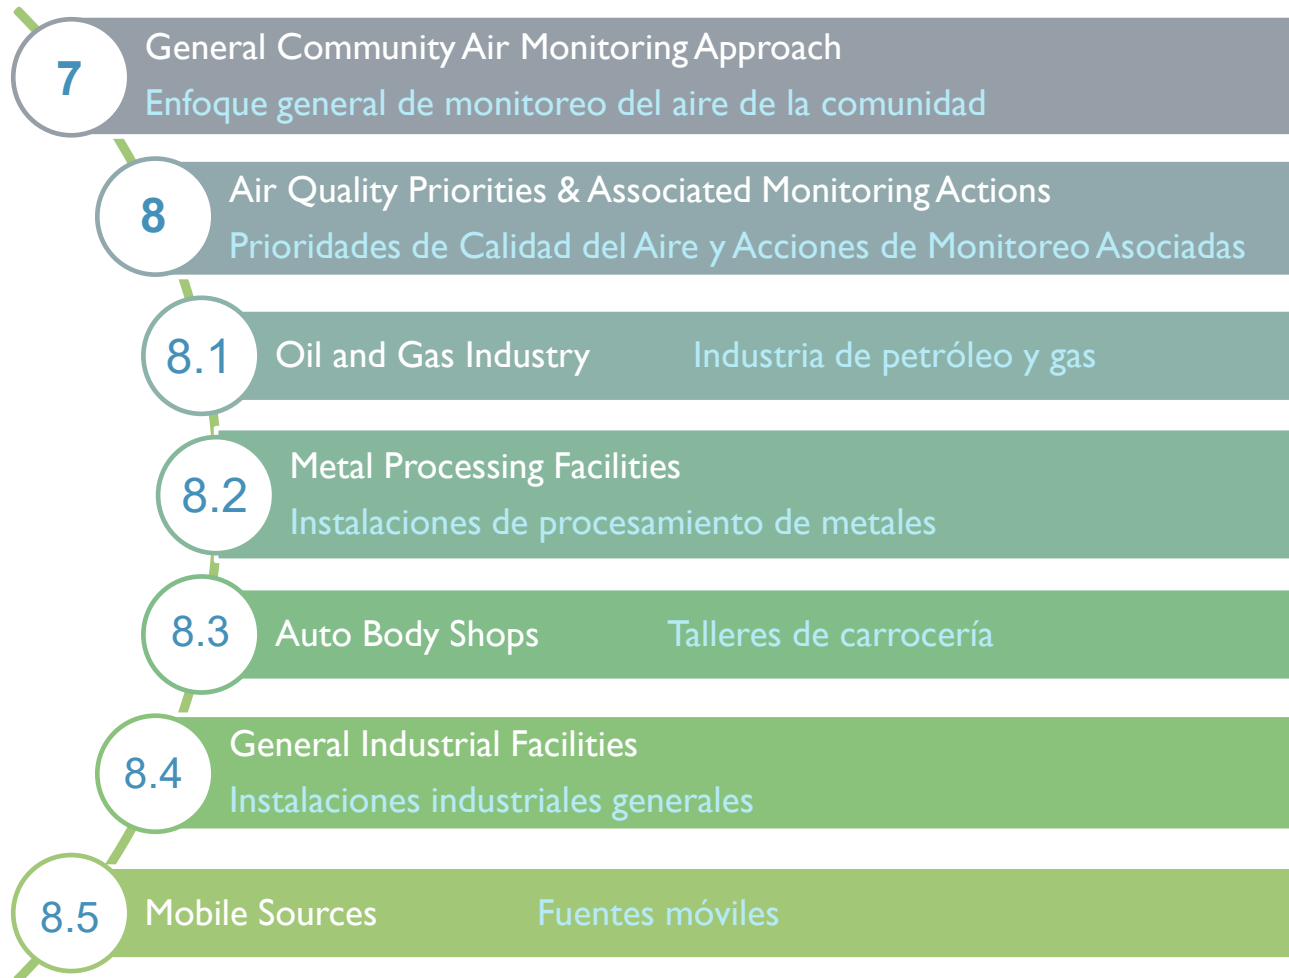 7
General Community Air Monitoring Approach
Enfoque general de monitoreo del aire de la comunidad
8
Air Quality Priorities & Associated Monitoring Actions
Prioridades de Calidad del Aire y Acciones de Monitoreo Asociadas
8.1
Oil and Gas Industry Industria de petróleo y gas
8.2
Metal Processing Facilities
Instalaciones de procesamiento de metales
8.3
Auto Body Shops Talleres de carrocería
8.4
General Industrial Facilities
Instalaciones industriales generales
8.5
Mobile Sources Fuentes móviles